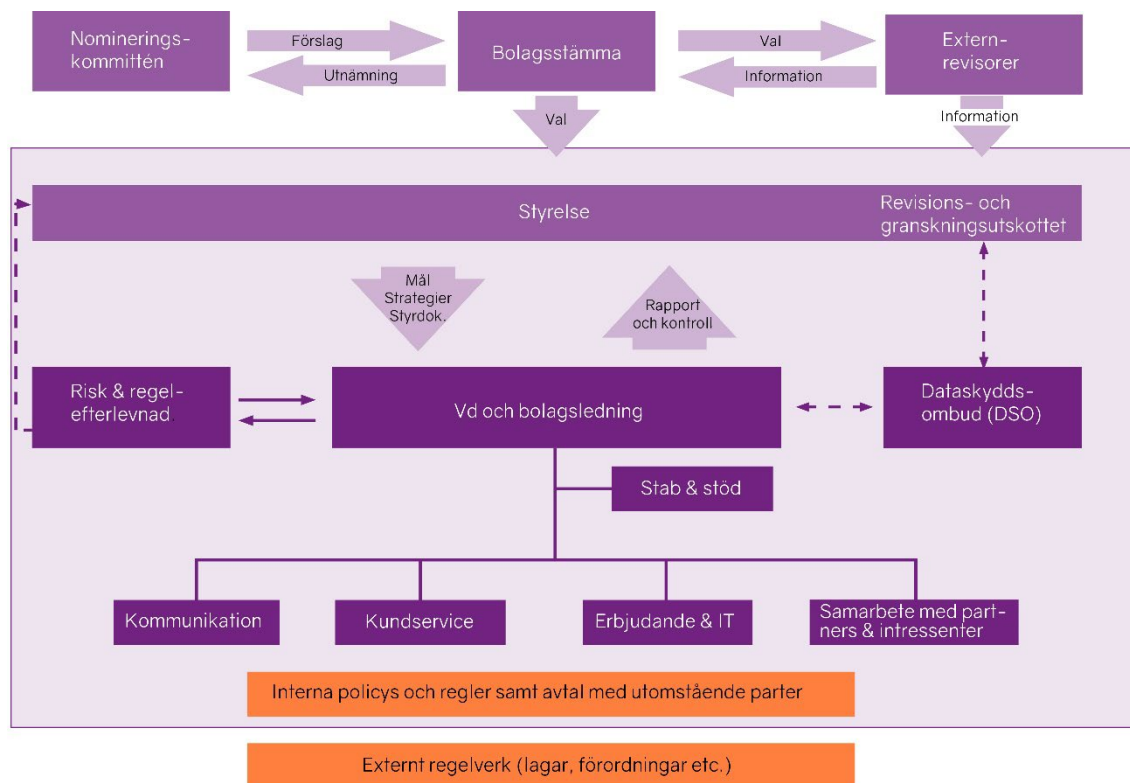 Nominerings-
kommittén
Förslag
Utnämning
Bolagsstämma
Val
Information
Extern-
revisorer
Val
Information
Styrelse
Revisions- och
granskningsutskottet
Mål
Strategier
Styrdok.
Rapport
och kontroll
Risk & regel-
efterlevnad.
Vd och bolagsledning
Dataskydds-
ombud (DSO)
Stab & stöd
Kommunikation
Kundservice
Erbjudande & IT
Samarbete med part-
ners & intressenter
Interna policys och regler samt avtal med utomstående parter
Externt regelverk (lagar, förordningar etc.)